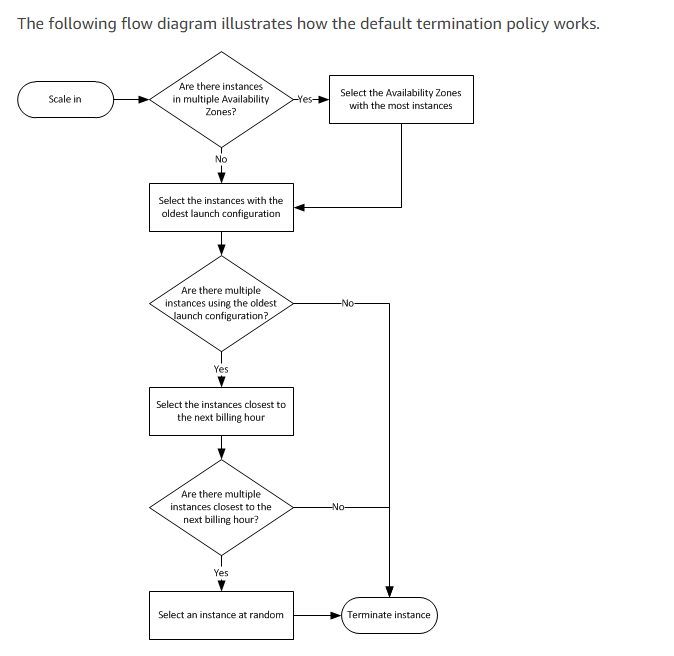 The following flow diagram illustrates how the default termination policy works.
Scale in
Are there instances
in multiple Availability
Zones?
Yes
Select the Availability Zones
with the most instances
No
Select the instances with the
oldest launch configuration
Are there multiple
instances using the oldest
launch configuration?
No
Yes
Select the instances closest to
the next billing hour
Are there multiple
instances closest to the
next billing hour?
No
Yes
Select an instance at random
Terminate instance